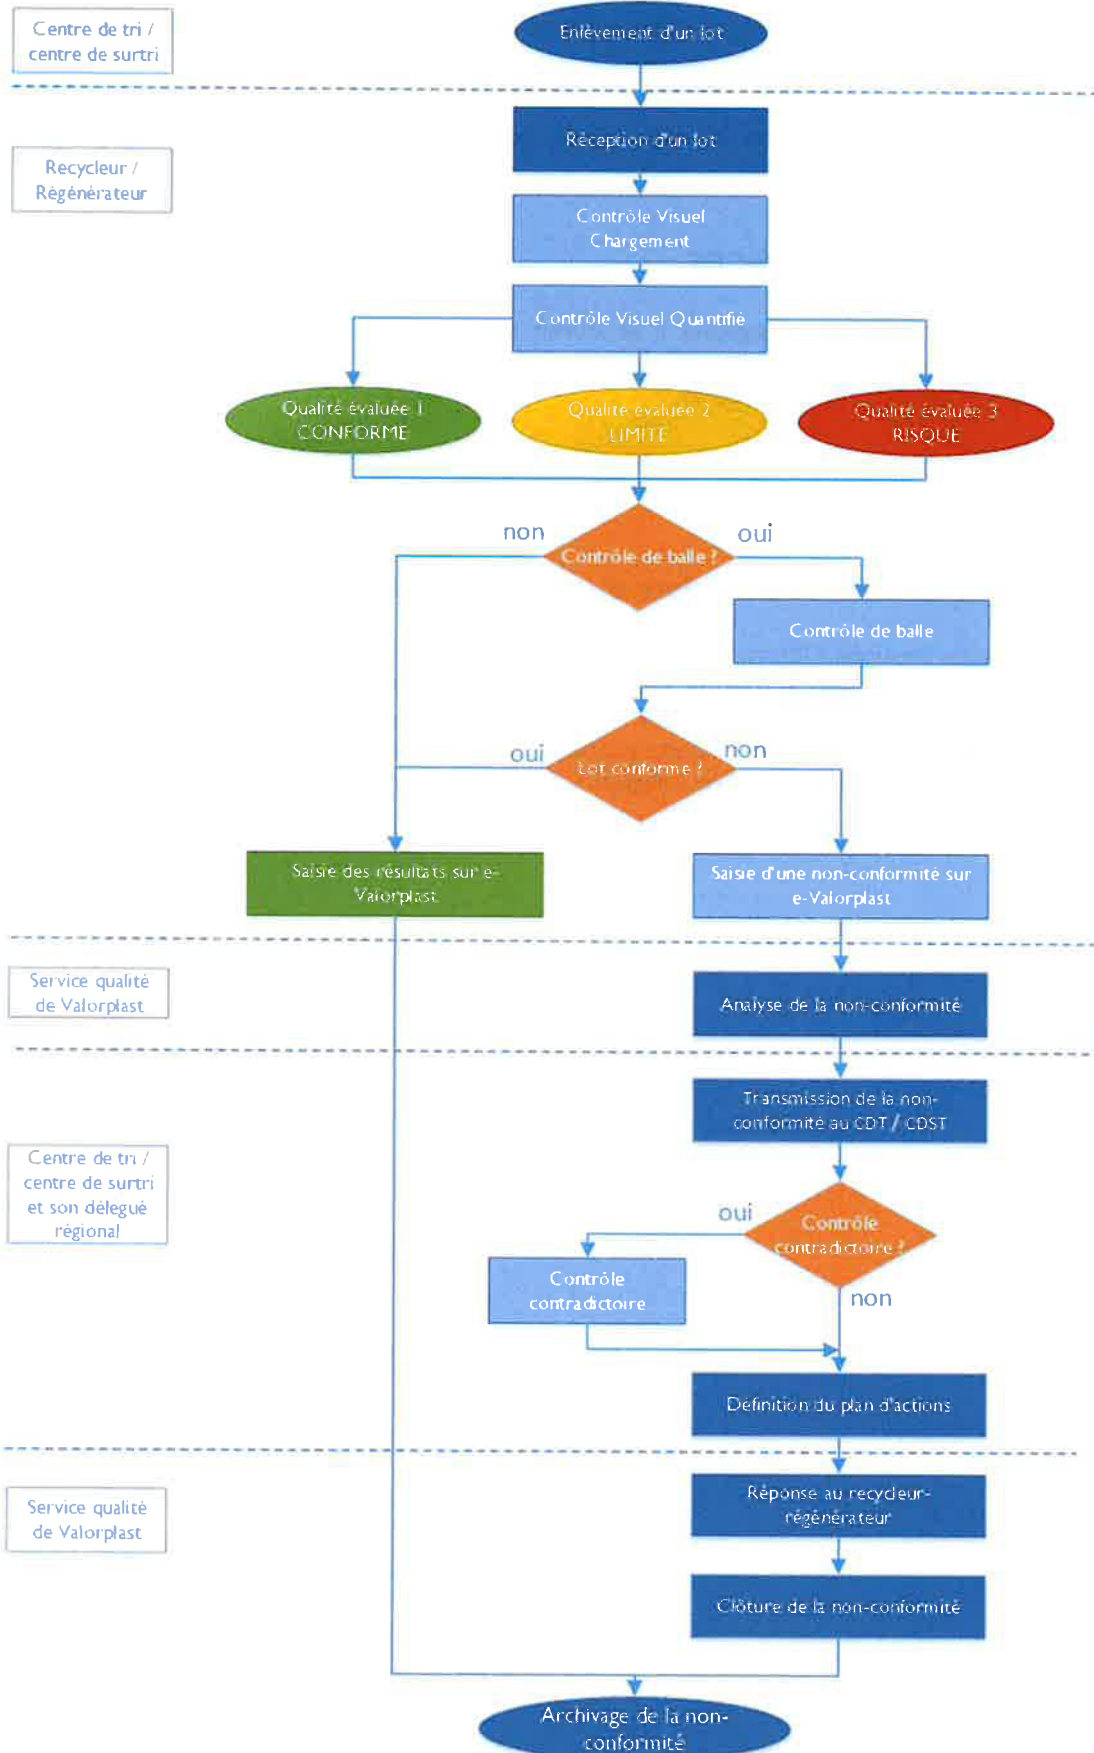 Centre de tri /
centre de surtri
Enlèvement d'un lot
Réception d'un lot
Recycleur /
Régénérateur
Contrôle Visuel
Chargement
Contrôle Visuel Quantifié
Qualité évaluée 1
CONFORME
Qualité évaluée 2
LIMITE
Qualité évaluée 3
RISQUE
non
oui
Contrôle de balle ?
Contrôle de balle
oui
non
Lot conforme ?
Saisie des résultats sur e-
Valorplast
Saisie d'une non-conformité sur
e-Valorplast
Service qualité
de Valorplast
Analyse de la non-conformité
Transmission de la non-
conformité au CDT / CDST
Centre de tri /
centre de surtri
et son délégué
régional
oui
Contrôle
contradictoire ?
Contrôle
contradictoire
non
Définition du plan d'actions
Service qualité
de Valorplast
Réponse au recycleur-
régénérateur
Clôture de la non-conformité
Archivage de la non-
conformité